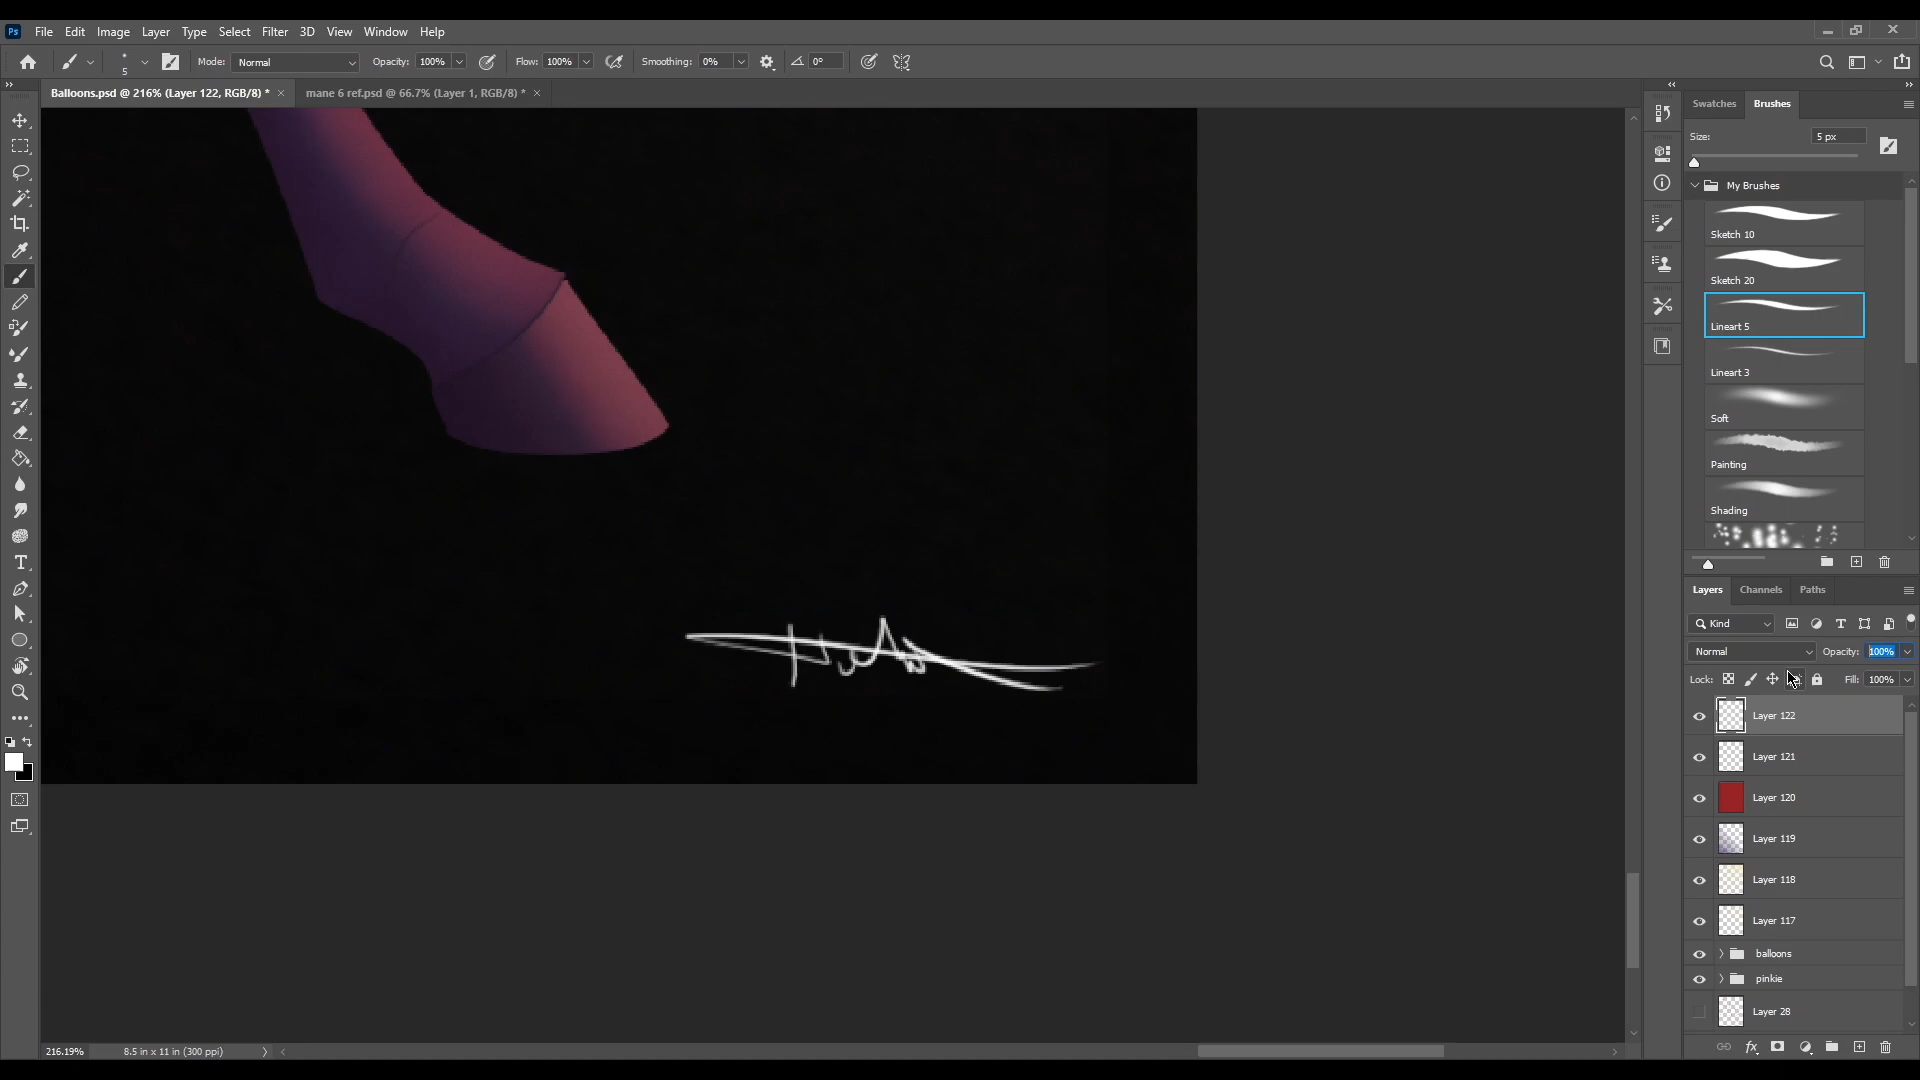 Ps File Edit Image Layer Type Select Filter 3D View Window Help
5 Mode: Normal Opacity: 100% Flow: 100% Smoothing: 0% 0°
Balloons.psd @ 216% (Layer 122, RGB/8) * mane 6 ref.psd @ 66.7% (Layer 1, RGB/8) *
Swatches Brushes
Size: 5 px
My Brushes
Sketch 10
Sketch 20
Lineart 5
Lineart 3
Soft
Painting
Shading
Layers Channels Paths
Kind
Normal Opacity: 100%
Lock: Fill: 100%
Layer 122
Layer 121
Layer 120
Layer 119
Layer 118
Layer 117
balloons
pinkie
Layer 28
216.19% 8.5 in x 11 in (300 ppi)